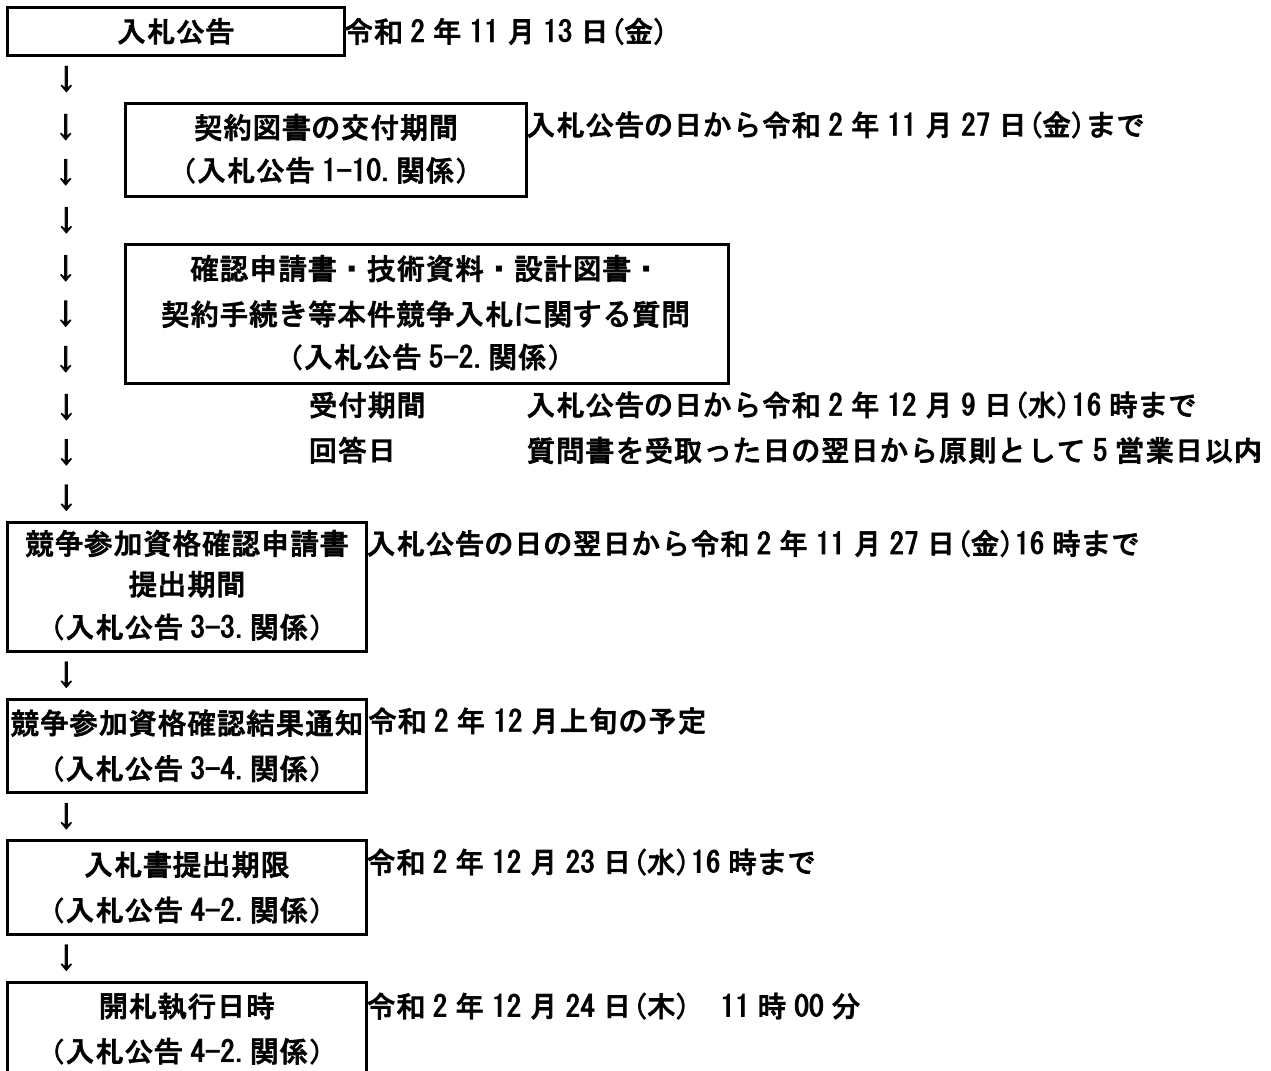 入札公告 令和2年11月13日(金)
↓
↓ 契約図書の交付期間 入札公告の日から令和2年11月27日(金)まで
↓ (入札公告1-10.関係)
↓
↓ 確認申請書・技術資料・設計図書・
↓ 契約手続き等本件競争入札に関する質問
↓ (入札公告5-2.関係)
↓ 受付期間 入札公告の日から令和2年12月9日(水)16時まで
↓ 回答日 質問書を受取った日の翌日から原則として5営業日以内
↓
競争参加資格確認申請書 入札公告の日の翌日から令和2年11月27日(金)16時まで
提出期間
(入札公告3-3.関係)
↓
競争参加資格確認結果通知 令和2年12月上旬の予定
(入札公告3-4.関係)
↓
入札書提出期限 令和2年12月23日(水)16時まで
(入札公告4-2.関係)
↓
開札執行日時 令和2年12月24日(木) 11時00分
(入札公告4-2.関係)